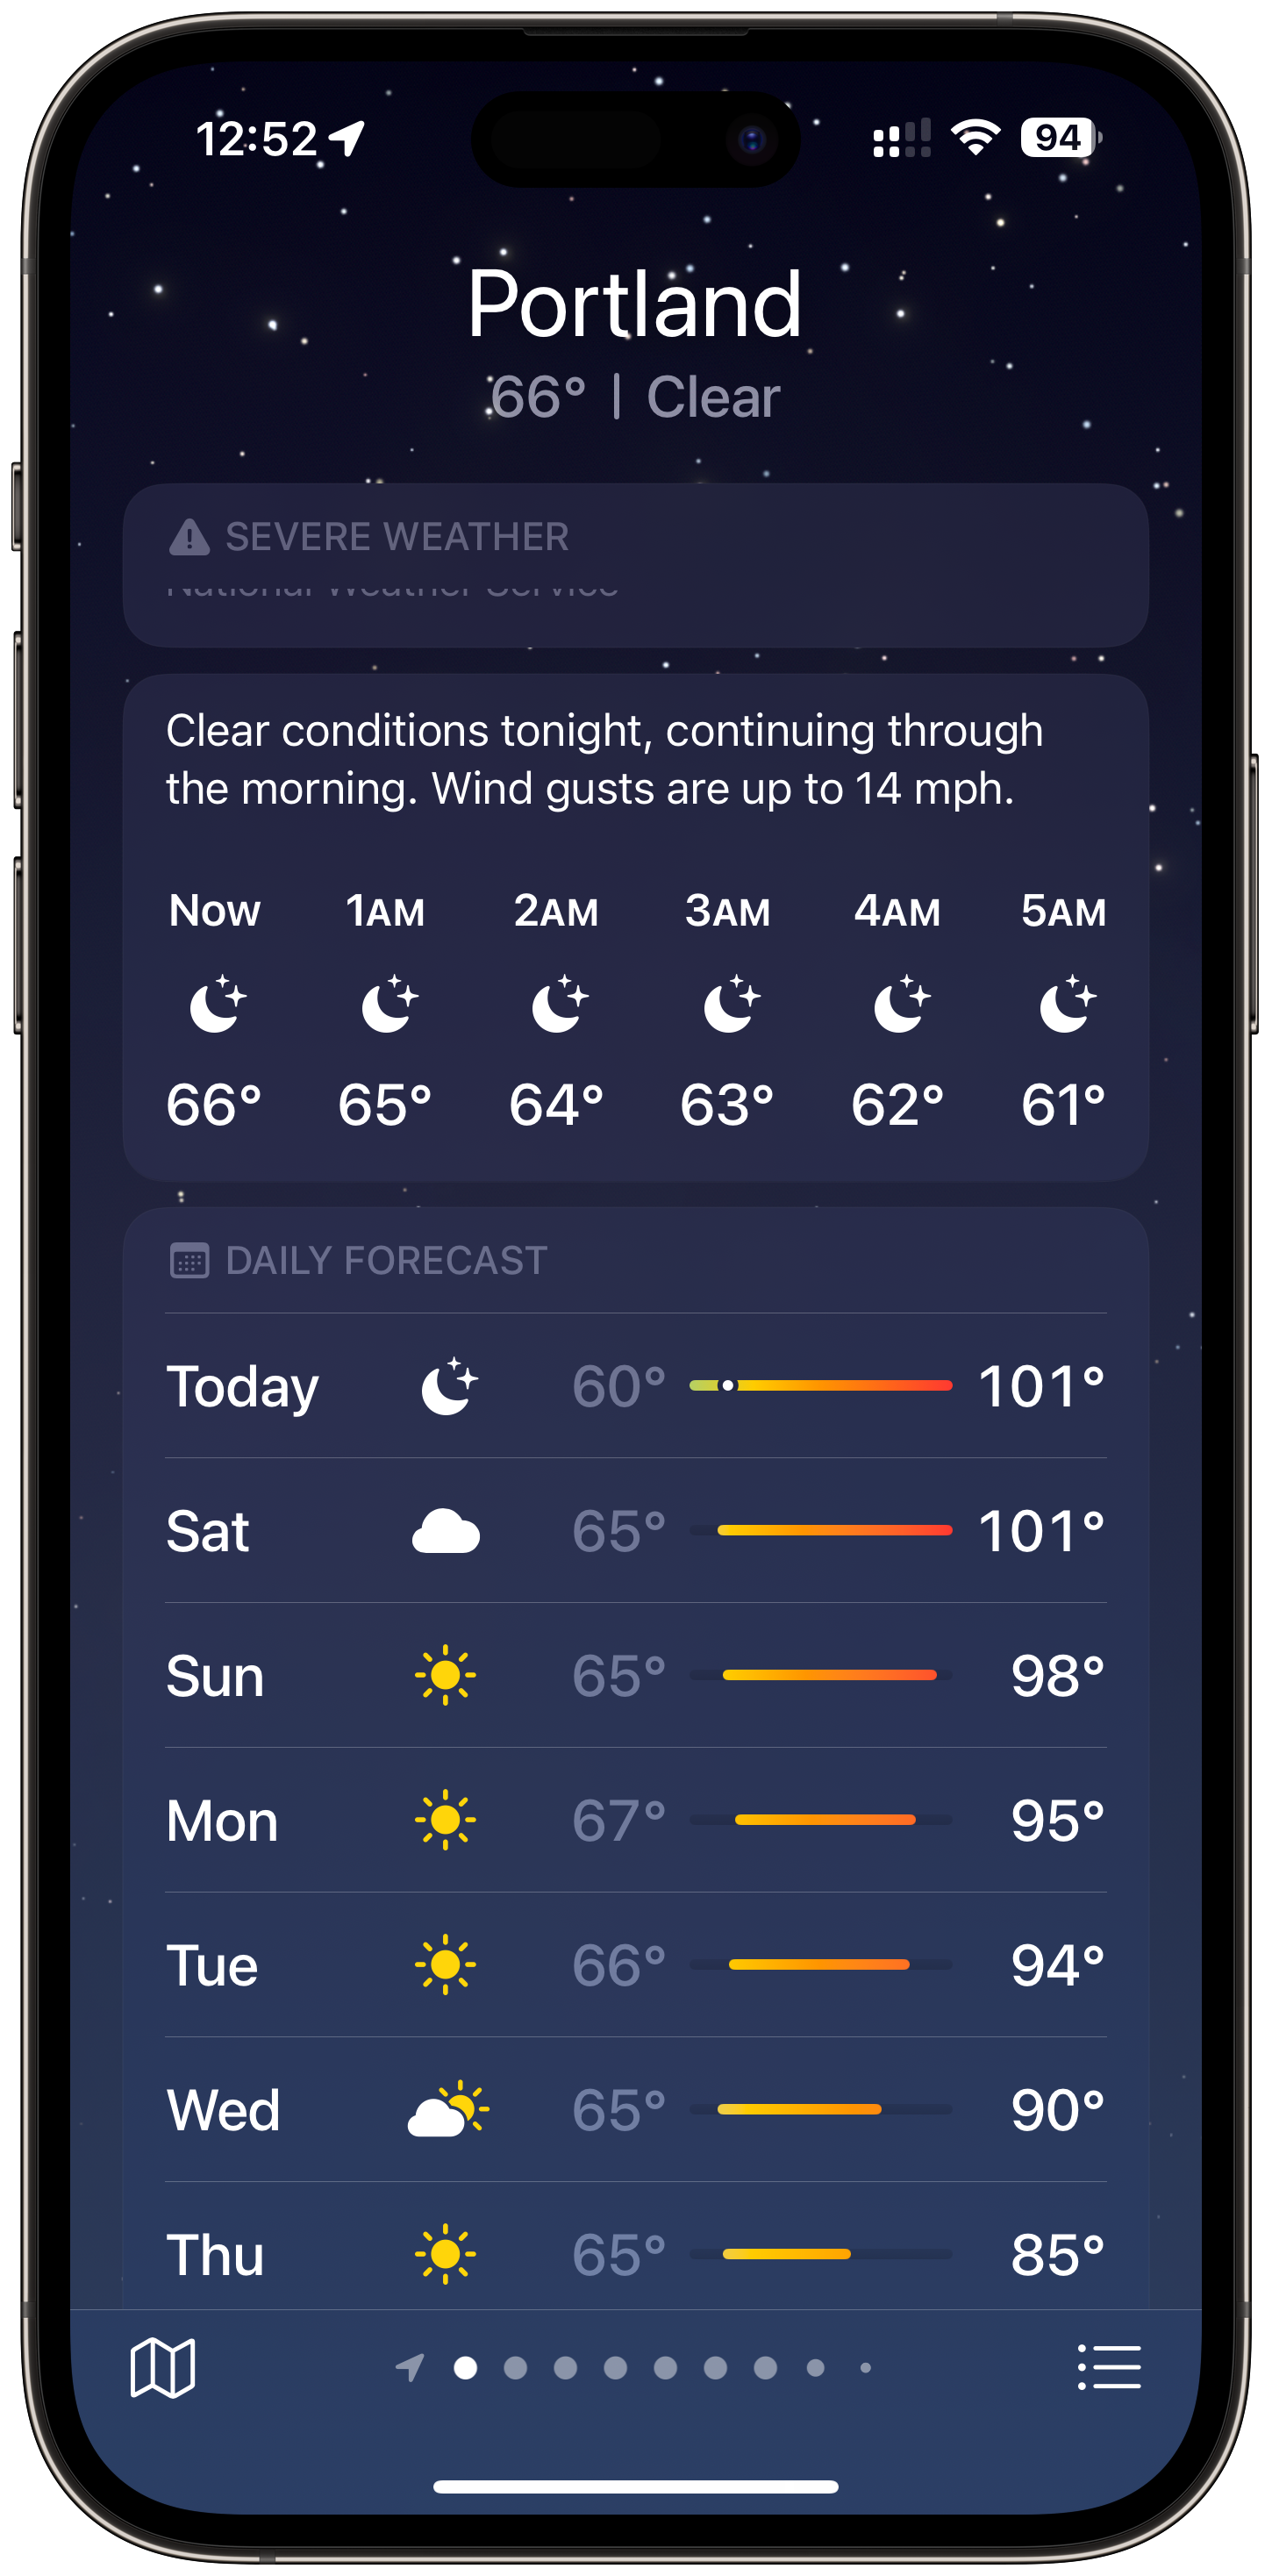 12:52 94
Portland
66° | Clear
SEVERE WEATHER
National Weather Service
Clear conditions tonight, continuing through
the morning. Wind gusts are up to 14 mph.
Now 1AM 2AM 3AM 4AM 5AM
66° 65° 64° 63° 62° 61°
DAILY FORECAST
Today 60° 101°
Sat 65° 101°
Sun 65° 98°
Mon 67° 95°
Tue 66° 94°
Wed 65° 90°
Thu 65° 85°